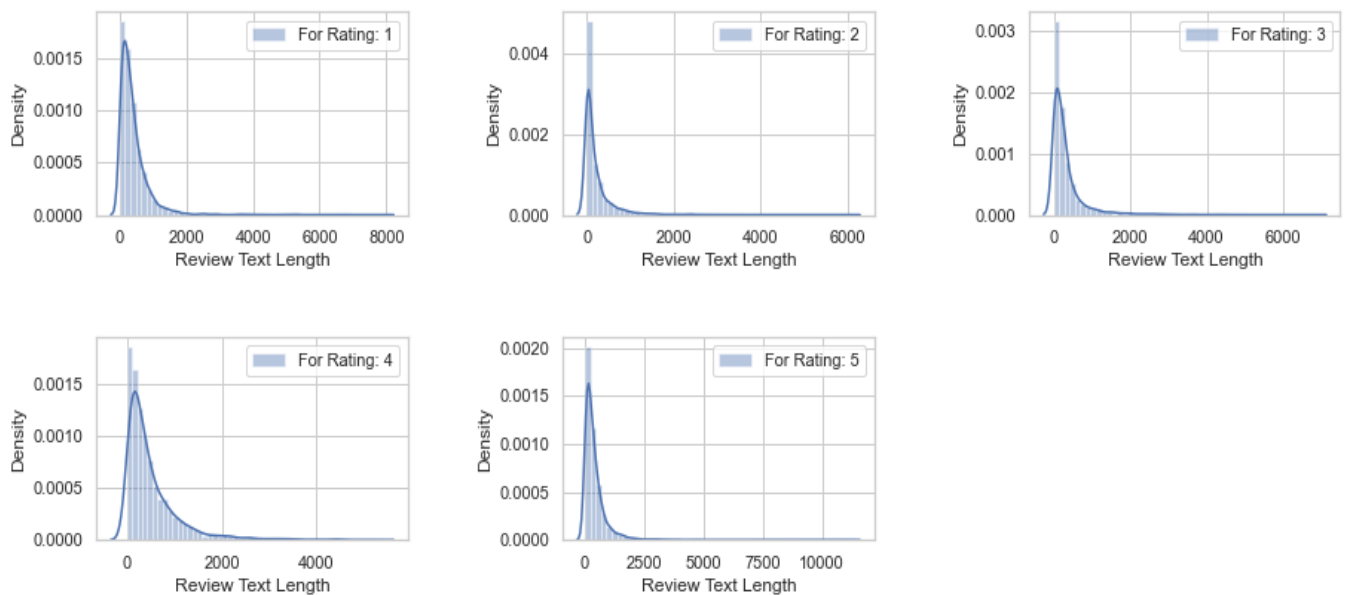 For Rating: 1
0.0015
0.0010
0.0005
0.0000
Density
0 2000 4000 6000 8000
Review Text Length
For Rating: 2
0.004
0.002
0.000
Density
0 2000 4000 6000
Review Text Length
For Rating: 3
0.003
0.002
0.001
0.000
Density
0 2000 4000 6000
Review Text Length
For Rating: 4
0.0015
0.0010
0.0005
0.0000
Density
0 2000 4000
Review Text Length
For Rating: 5
0.0020
0.0015
0.0010
0.0005
0.0000
Density
0 2500 5000 7500 10000
Review Text Length